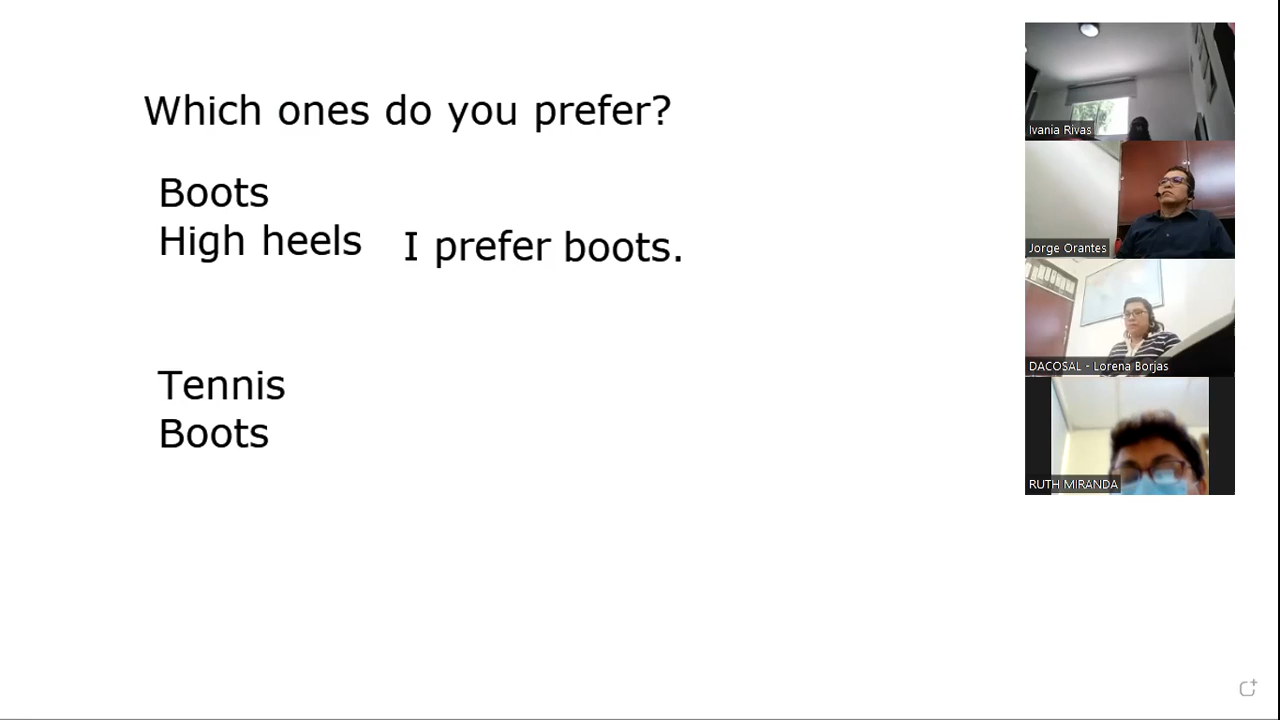 Which ones do you prefer?
Boots
High heels
I prefer boots.
Tennis
Boots
Ivania Rivas
Jorge Orantes
DACOSAL - Lorena Borjas
RUTH MIRANDA